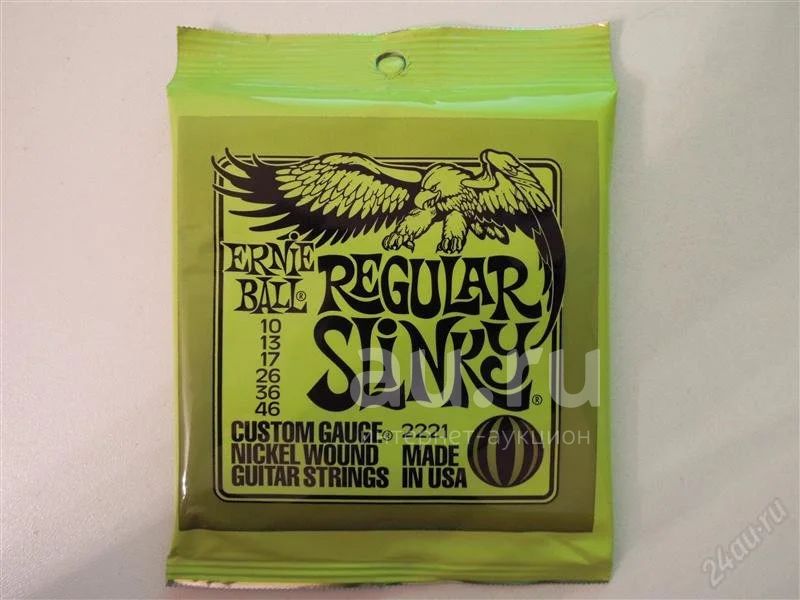 ERNIE
BALL®
REGULAR
SLINKY®
10
13
17
26
36
46
CUSTOM GAUGE®
NICKEL WOUND
GUITAR STRINGS
2221
MADE
IN USA
au.ru
интернет-аукцион
24au.ru